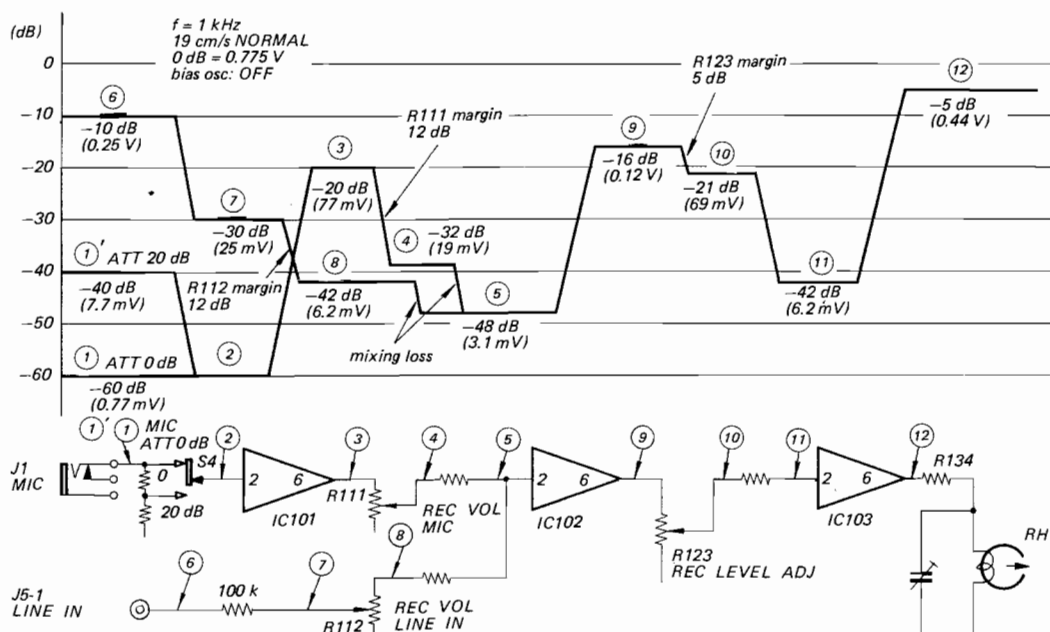 (dB)
f = 1 kHz
19 cm/s NORMAL
0 dB = 0.775 V
bias osc: OFF
0
-10
-20
-30
-40
-50
-60
6
-10 dB
(0.25 V)
7
-30 dB
(25 mV)
1' ATT 20 dB
-40 dB
(7.7 mV)
1 ATT 0 dB
-60 dB
(0.77 mV)
2
R112 margin
12 dB
3
-20 dB
(77 mV)
R111 margin
12 dB
4
-32 dB
(19 mV)
8
-42 dB
(6.2 mV)
mixing loss
5
-48 dB
(3.1 mV)
9
-16 dB
(0.12 V)
R123 margin
5 dB
10
-21 dB
(69 mV)
11
-42 dB
(6.2 mV)
12
-5 dB
(0.44 V)
1' 1 MIC
ATT 0 dB
J1
MIC
0
20 dB
S4
2
2 6
IC101
3
R111
4
REC VOL
MIC
5
2 6
IC102
9
R123
REC LEVEL ADJ
10
11
2 6
IC103
12
R134
RH
J5-1
LINE IN
6
100 k
7
R112
8
REC VOL
LINE IN